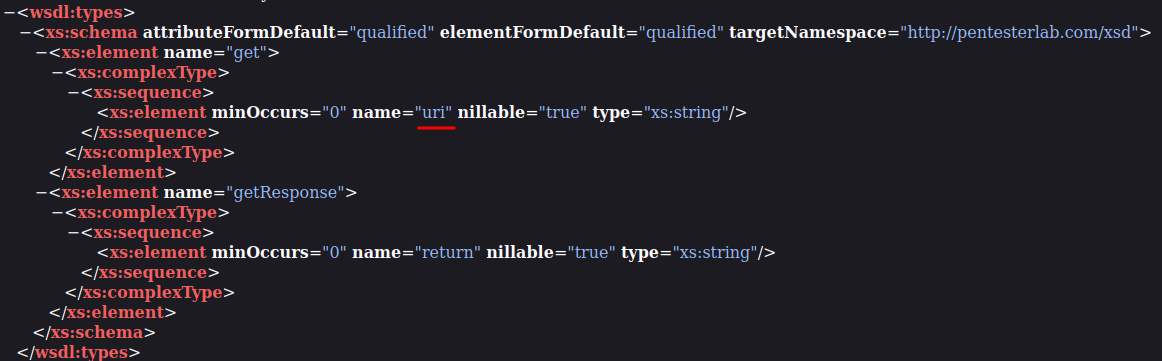 −<wsdl:types>
−<xs:schema attributeFormDefault="qualified" elementFormDefault="qualified" targetNamespace="http://pentesterlab.com/xsd">
−<xs:element name="get">
−<xs:complexType>
−<xs:sequence>
<xs:element minOccurs="0" name="uri" nillable="true" type="xs:string"/>
</xs:sequence>
</xs:complexType>
</xs:element>
−<xs:element name="getResponse">
−<xs:complexType>
−<xs:sequence>
<xs:element minOccurs="0" name="return" nillable="true" type="xs:string"/>
</xs:sequence>
</xs:complexType>
</xs:element>
</xs:schema>
</wsdl:types>